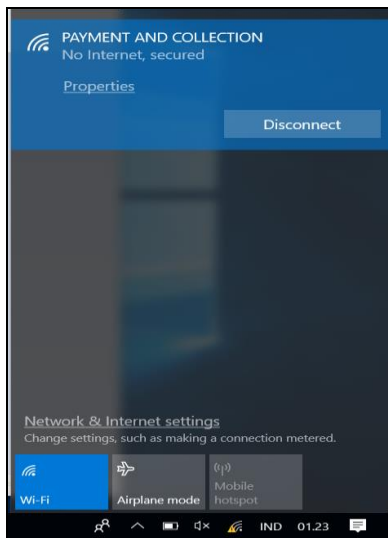 PAYMENT AND COLLECTION
No Internet, secured
Properties
Disconnect
Network & Internet settings
Change settings, such as making a connection metered.
Wi-Fi
Airplane mode
Mobile
hotspot
IND
01.23